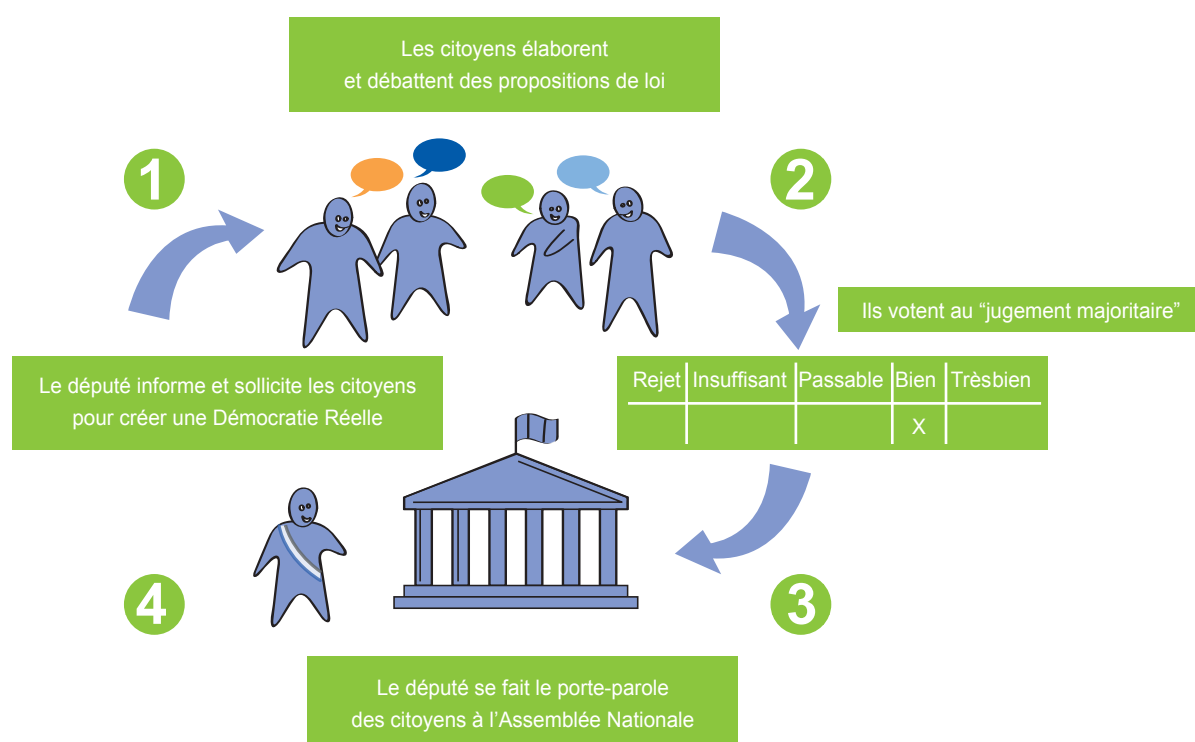 Les citoyens élaborent
et débattent des propositions de loi
1
2
Ils votent au “jugement majoritaire”
Le député informe et sollicite les citoyens
pour créer une Démocratie Réelle
Rejet Insuffisant Passable Bien Trèsbien
X
4
3
Le député se fait le porte-parole
des citoyens à l’Assemblée Nationale